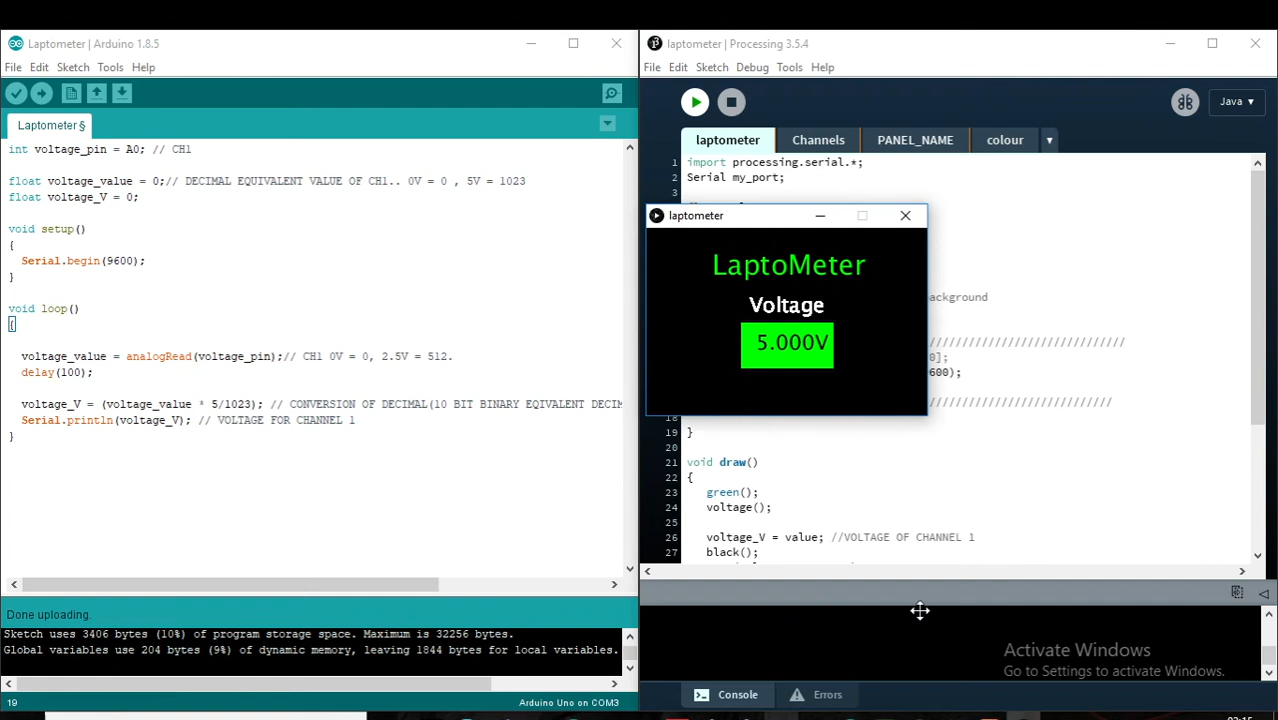 Laptometer | Arduino 1.8.5
File Edit Sketch Tools Help
Laptometer §
int voltage_pin = A0; // CH1
float voltage_value = 0;// DECIMAL EQUIVALENT VALUE OF CH1.. 0V = 0 , 5V = 1023
float voltage_V = 0;
void setup()
{
Serial.begin(9600);
}
void loop()
{
voltage_value = analogRead(voltage_pin);// CH1 0V = 0, 2.5V = 512.
delay(100);
voltage_V = (voltage_value * 5/1023); // CONVERSION OF DECIMAL(10 BIT BINARY EQIVALENT DECIM
Serial.println(voltage_V); // VOLTAGE FOR CHANNEL 1
}
Done uploading.
Sketch uses 3406 bytes (10%) of program storage space. Maximum is 32256 bytes.
Global variables use 204 bytes (9%) of dynamic memory, leaving 1844 bytes for local variables.
19
Arduino Uno on COM3
laptometer | Processing 3.5.4
File Edit Sketch Debug Tools Help
Java ▾
laptometer Channels PANEL_NAME colour ▾
1 import processing.serial.*;
2 Serial my_port;
3
laptometer
LaptoMeter
Voltage
5.000V
ackground
//////////////////////////////
0];
600);
////////////////////////////
18
19 }
20
21 void draw()
22 {
23 green();
24 voltage();
25
26 voltage_V = value; //VOLTAGE OF CHANNEL 1
27 black();
Activate Windows
Go to Settings to activate Windows.
Console Errors